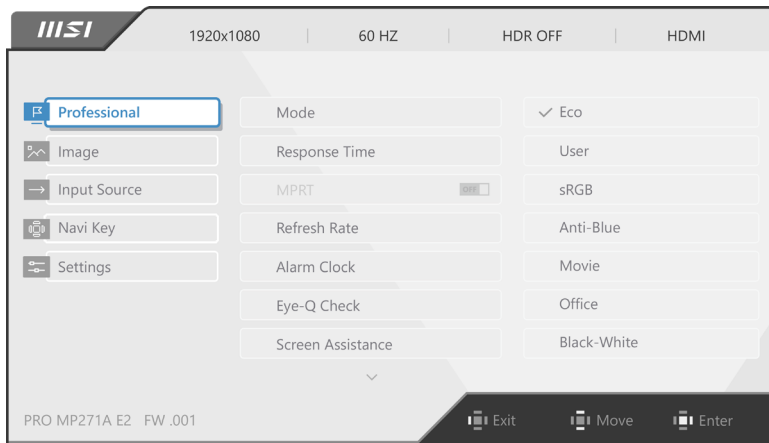 msi 1920x1080 60 HZ HDR OFF HDMI
Professional Mode Eco
Image Response Time User
Input Source MPRT OFF sRGB
Navi Key Refresh Rate Anti-Blue
Settings Alarm Clock Movie
Eye-Q Check Office
Screen Assistance Black-White
PRO MP271A E2 FW .001 Exit Move Enter